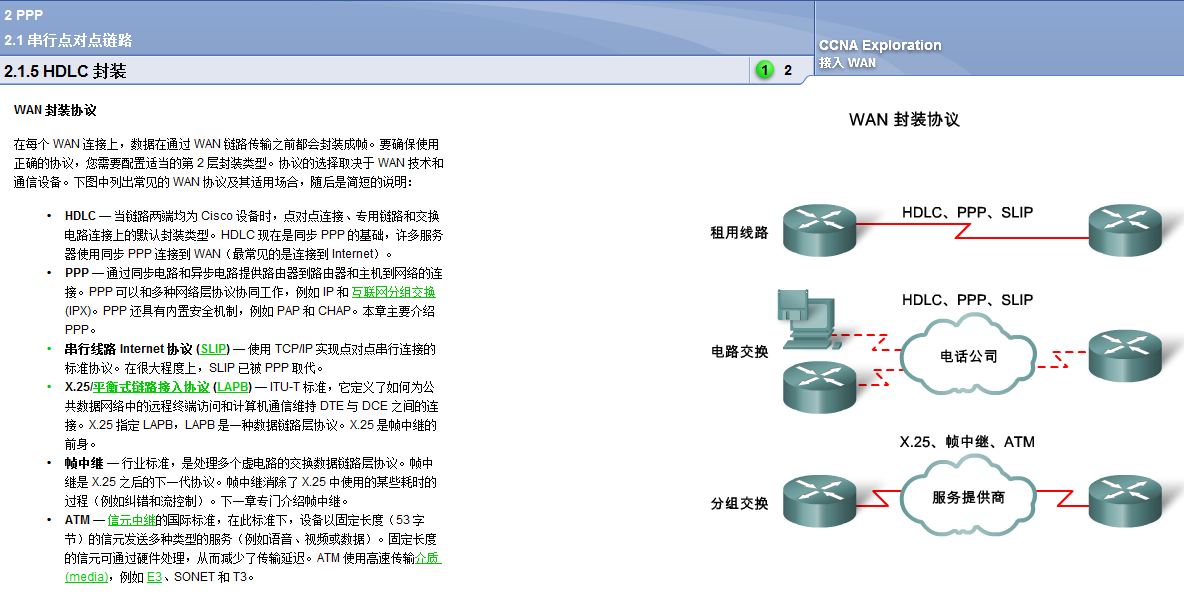 2 PPP
2.1 串行点对点链路
2.1.5 HDLC 封装
1 2
CCNA Exploration
接入 WAN
WAN 封装协议
在每个 WAN 连接上，数据在通过 WAN 链路传输之前都会封装成帧。要确保使用
正确的协议，您需要配置适当的第 2 层封装类型。协议的选择取决于 WAN 技术和
通信设备。下图中列出常见的 WAN 协议及其适用场合，随后是简短的说明：
• HDLC — 当链路两端均为 Cisco 设备时，点对点连接、专用链路和交换
电路连接上的默认封装类型。HDLC 现在是同步 PPP 的基础，许多服务
器使用同步 PPP 连接到 WAN（最常见的是连接到 Internet）。
• PPP — 通过同步电路和异步电路提供路由器到路由器和主机到网络的连
接。PPP 可以和多种网络层协议协同工作，例如 IP 和 互联网分组交换
(IPX)。PPP 还具有内置安全机制，例如 PAP 和 CHAP。本章主要介绍
PPP。
• 串行线路 Internet 协议 (SLIP) — 使用 TCP/IP 实现点对点串行连接的
标准协议。在很大程度上，SLIP 已被 PPP 取代。
• X.25/平衡式链路接入协议 (LAPB) — ITU-T 标准，它定义了如何为公
共数据网络中的远程终端访问和计算机通信维持 DTE 与 DCE 之间的连
接。X.25 指定 LAPB，LAPB 是一种数据链路层协议。X.25 是帧中继的
前身。
• 帧中继 — 行业标准，是处理多个虚电路的交换数据链路层协议。帧中
继是 X.25 之后的下一代协议。帧中继消除了 X.25 中使用的某些耗时的
过程（例如纠错和流控制）。下一章专门介绍帧中继。
• ATM — 信元中继的国际标准，在此标准下，设备以固定长度（53 字
节）的信元发送多种类型的服务（例如语音、视频或数据）。固定长度
的信元可通过硬件处理，从而减少了传输延迟。ATM 使用高速传输介质
(media)，例如 E3、SONET 和 T3。
WAN 封装协议
HDLC、PPP、SLIP
租用线路
HDLC、PPP、SLIP
电路交换
电话公司
X.25、帧中继、ATM
分组交换
服务提供商